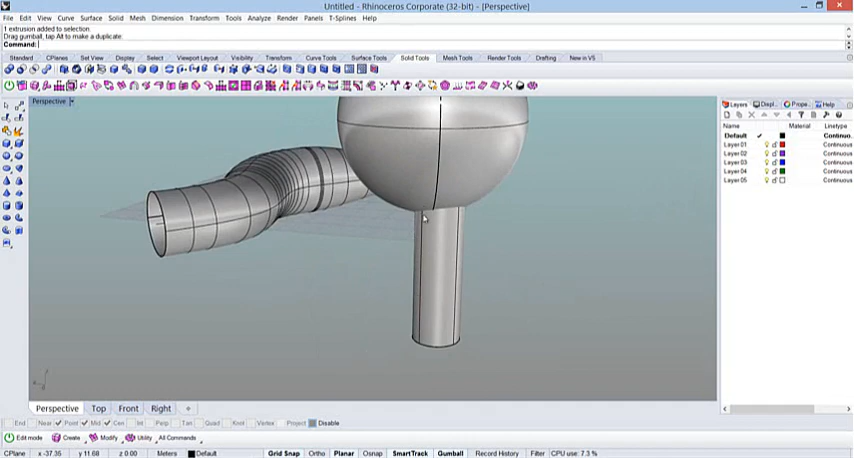 Untitled - Rhinoceros Corporate (32-bit) - [Perspective]
File Edit View Curve Surface Solid Mesh Dimension Transform Tools Analyze Render Panels T-Splines Help
1 extrusion added to selection.
Drag gumball, tap Alt to make a duplicate.
Command:
Standard CPlanes Set View Display Select Viewport Layout Visibility Transform Curve Tools Surface Tools Solid Tools Mesh Tools Render Tools Drafting New in V5
Perspective
Layers Displ... Prope... Help
Name Material Linetype
Default Continuo...
Layer 01 Continuous
Layer 02 Continuous
Layer 03 Continuous
Layer 04 Continuous
Layer 05 Continuous
Perspective Top Front Right
End Near Point Mid Cen Int Perp Tan Quad Knot Vertex Project Disable
Edit mode Create Modify Utility All Commands
CPlane x -37.35 y 11.68 z 0.00 Meters Default Grid Snap Ortho Planar Osnap SmartTrack Gumball Record History Filter CPU use: 7.3 %